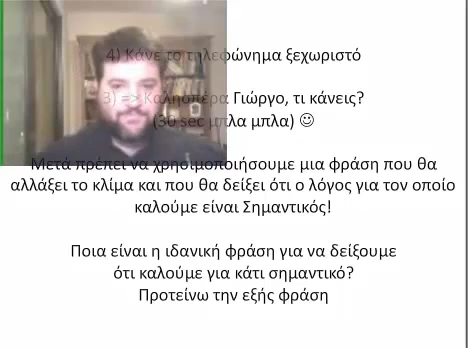 4) Κάνε το τηλεφώνημα ξεχωριστό
3) => Καλησπέρα Γιώργο, τι κάνεις?
(30 sec μπλα μπλα) ☺
Μετά πρέπει να χρησιμοποιήσουμε μια φράση που θα
αλλάξει το κλίμα και που θα δείξει ότι ο λόγος για τον οποίο
καλούμε είναι Σημαντικός!
Ποια είναι η ιδανική φράση για να δείξουμε
ότι καλούμε για κάτι σημαντικό?
Προτείνω την εξής φράση